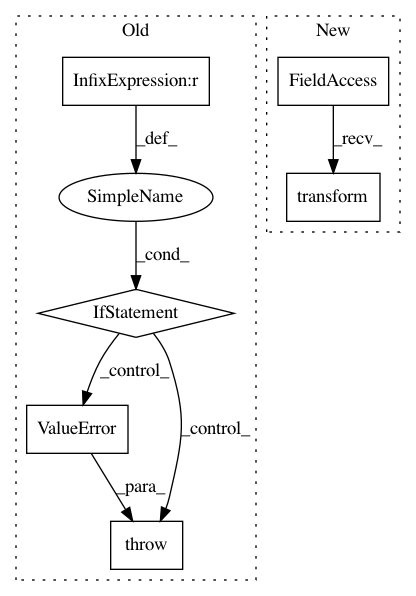 Old
New
InfixExpression:r
FieldAccess
_def_
_recv_
SimpleName
transform
_cond_
IfStatement
_control_
_control_
ValueError
_para_
throw